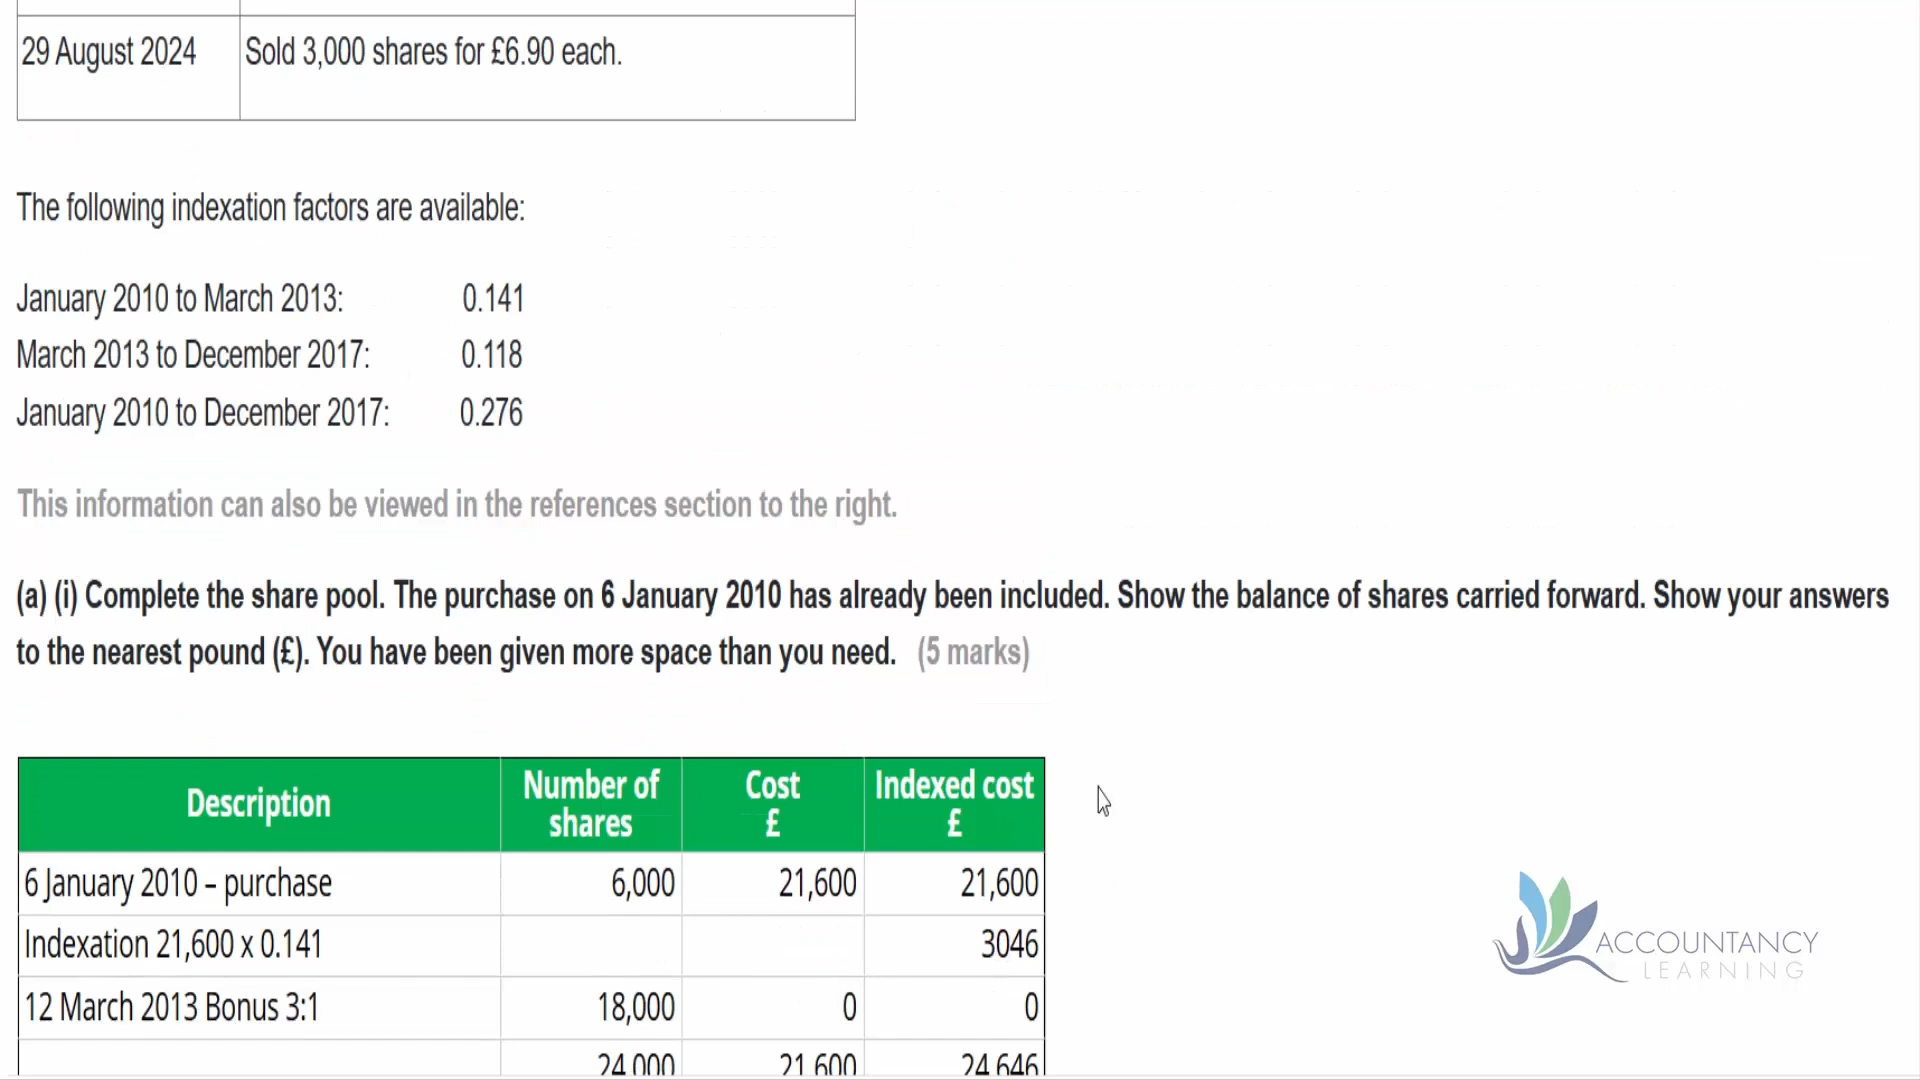 29 August 2024 Sold 3,000 shares for £6.90 each.
The following indexation factors are available:
January 2010 to March 2013: 0.141
March 2013 to December 2017: 0.118
January 2010 to December 2017: 0.276
This information can also be viewed in the references section to the right.
(a) (i) Complete the share pool. The purchase on 6 January 2010 has already been included. Show the balance of shares carried forward. Show your answers
to the nearest pound (£). You have been given more space than you need. (5 marks)
Description Number of shares Cost £ Indexed cost £
6 January 2010 – purchase 6,000 21,600 21,600
Indexation 21,600 x 0.141 3046
12 March 2013 Bonus 3:1 18,000 0 0
24,000 21,600 24,646
ACCOUNTANCY
LEARNING